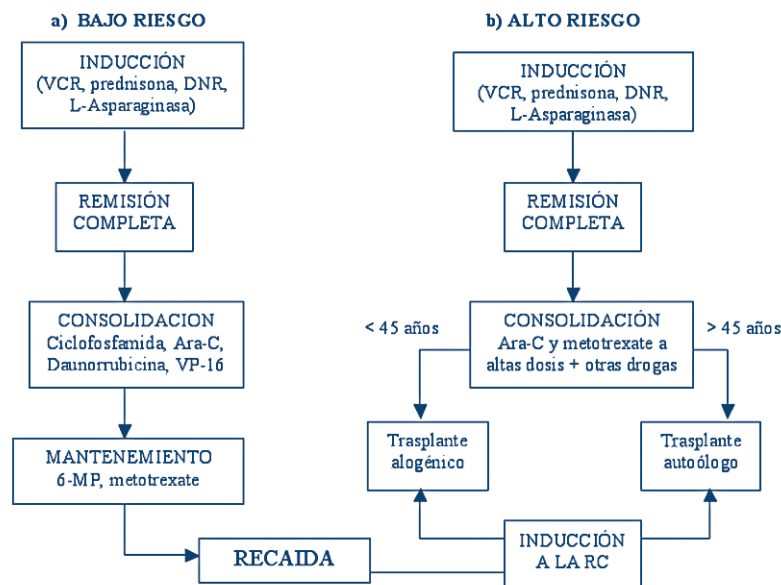 a) BAJO RIESGO
INDUCCIÓN
(VCR, prednisona, DNR,
L-Asparaginasa)
REMISIÓN
COMPLETA
CONSOLIDACION
Ciclofosfamida, Ara-C,
Daunorrubicina, VP-16
MANTENEMIENTO
6-MP, metotrexate
RECAIDA
b) ALTO RIESGO
INDUCCIÓN
(VCR, prednisona, DNR,
L-Asparaginasa)
REMISIÓN
COMPLETA
< 45 años
CONSOLIDACIÓN
Ara-C y metotrexate a
altas dosis + otras drogas
> 45 años
Trasplante
alogénico
Trasplante
autoólogo
INDUCCIÓN
A LA RC